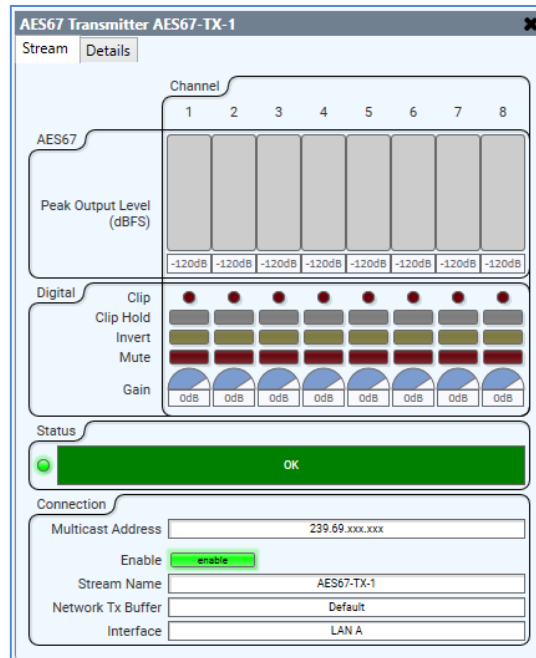 AES67 Transmitter AES67-TX-1
Stream Details
Channel
1 2 3 4 5 6 7 8
AES67
Peak Output Level
(dBFS)
-120dB -120dB -120dB -120dB -120dB -120dB -120dB -120dB
Digital
Clip
Clip Hold
Invert
Mute
Gain
0dB 0dB 0dB 0dB 0dB 0dB 0dB 0dB
Status
OK
Connection
Multicast Address 239.69.xxx.xxx
Enable enable
Stream Name AES67-TX-1
Network Tx Buffer Default
Interface LAN A